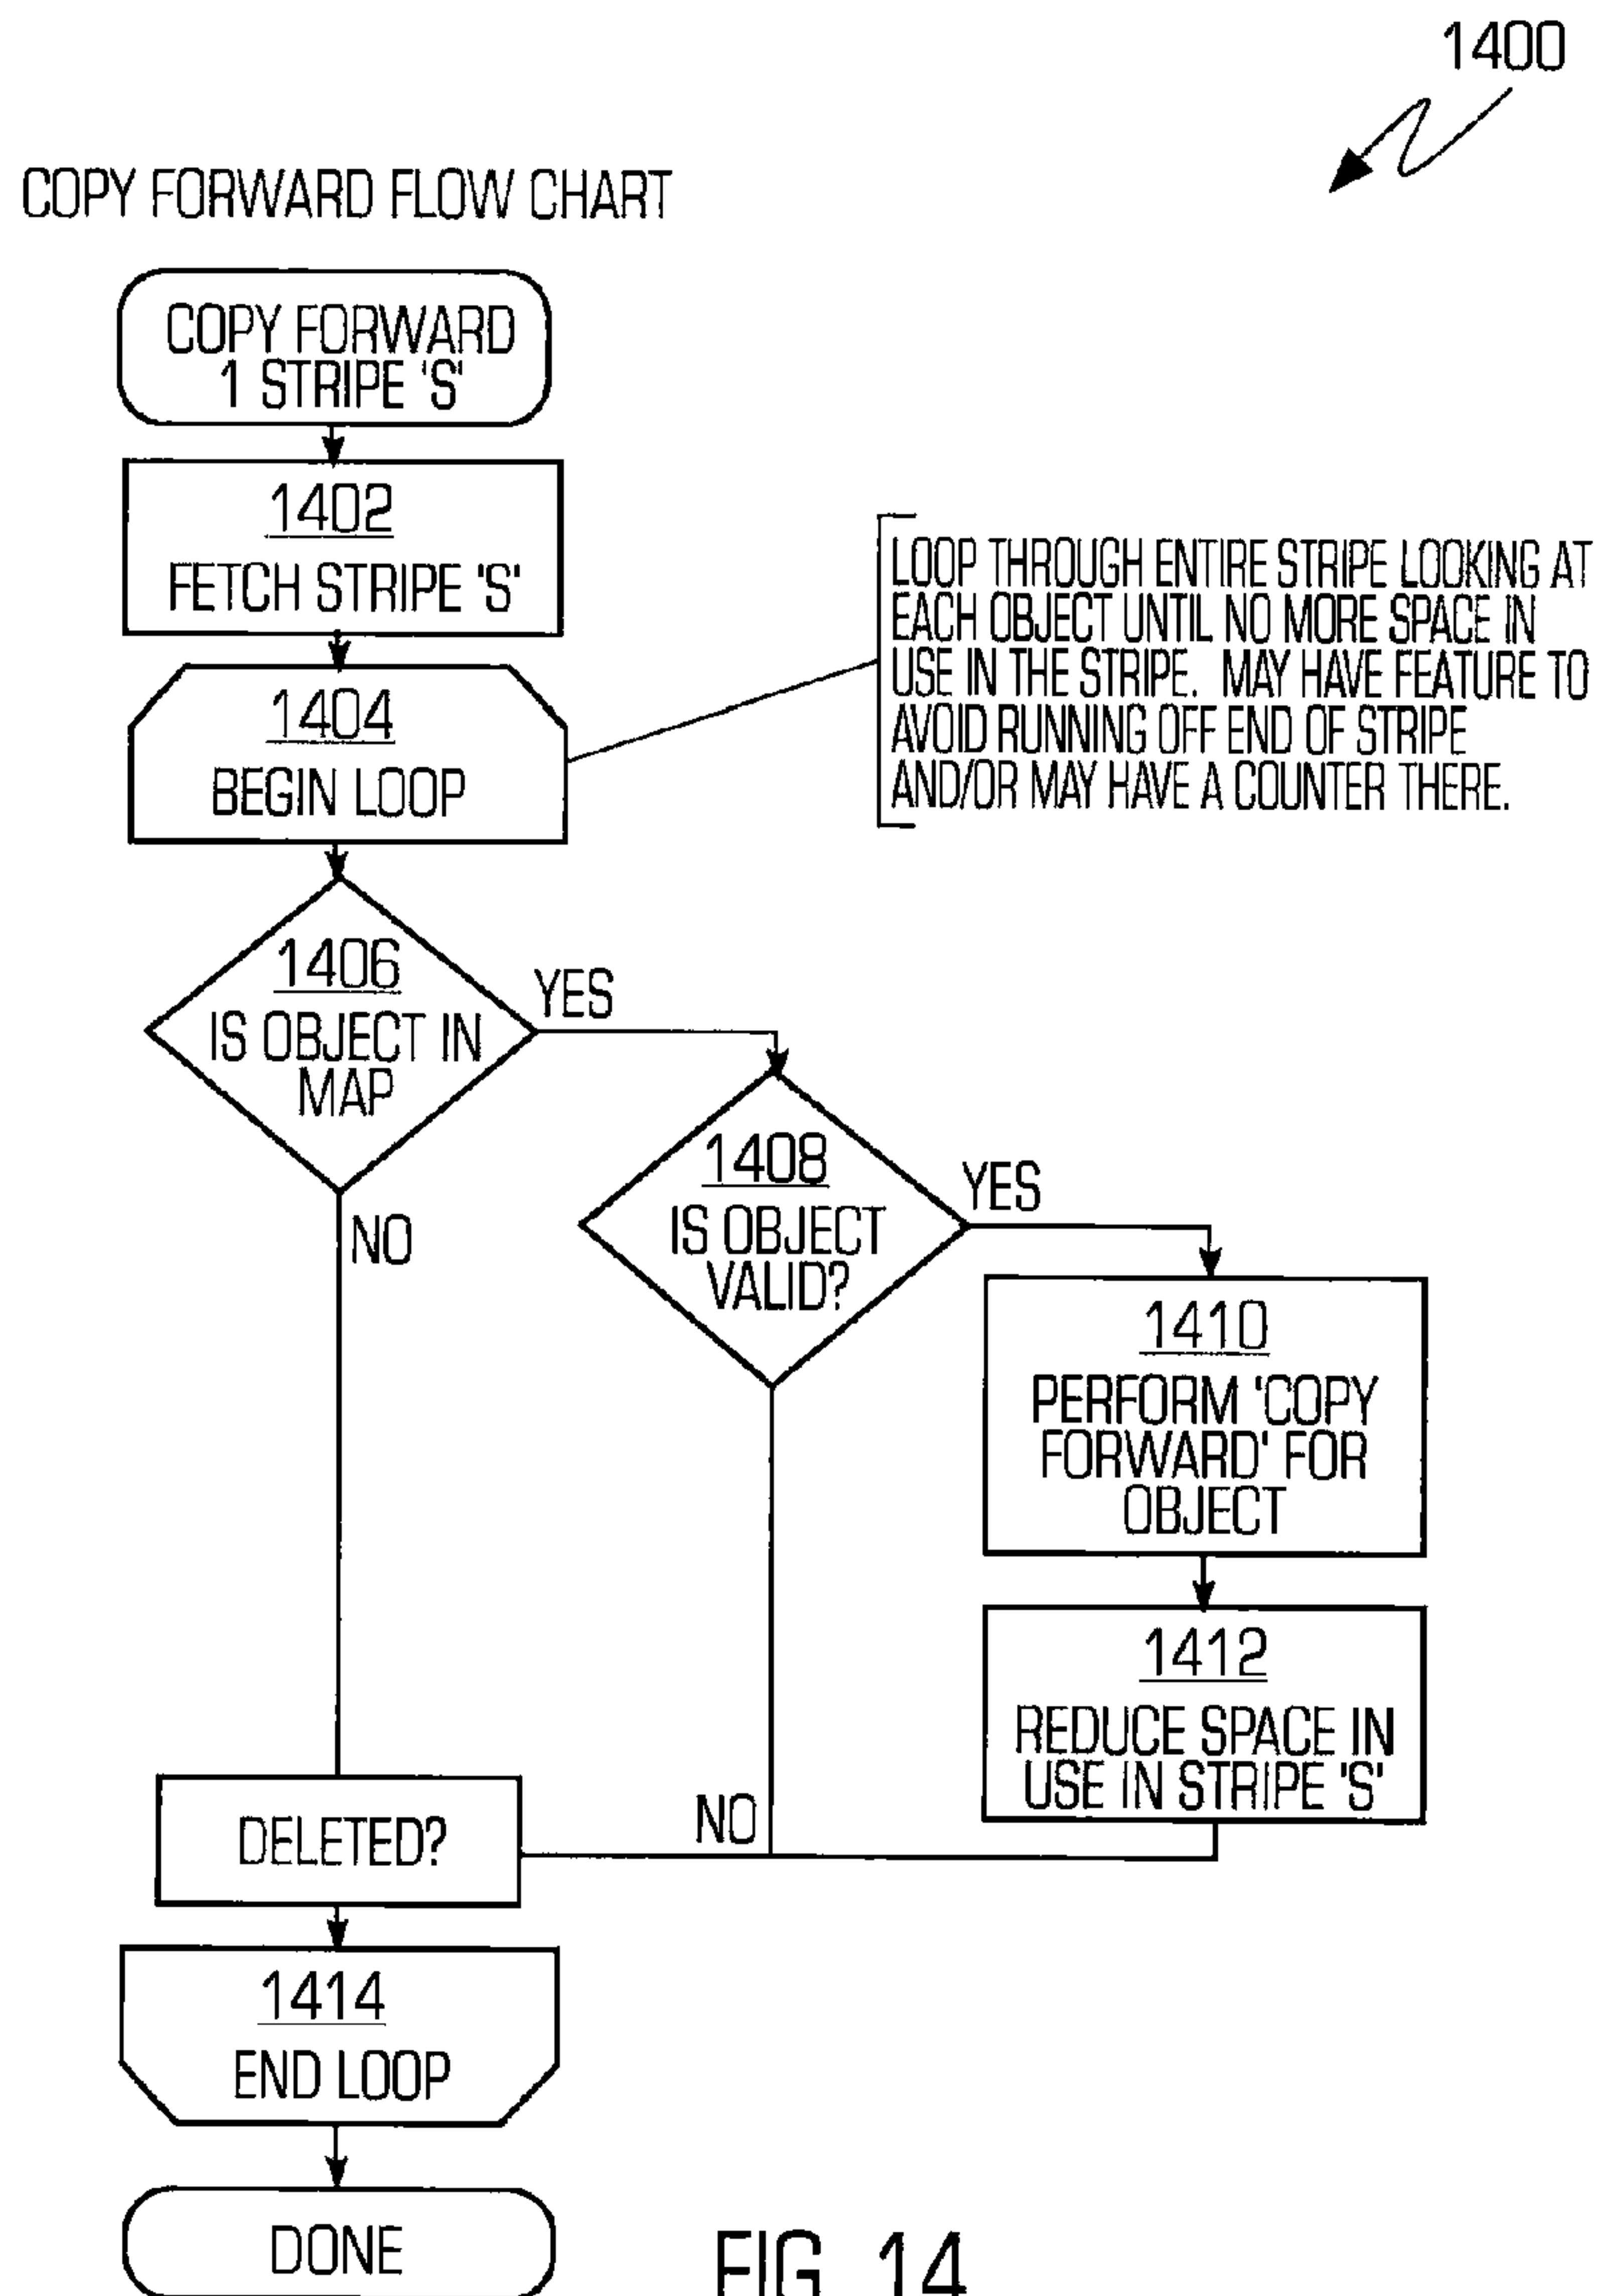 1400
COPY FORWARD FLOW CHART
COPY FORWARD
1 STRIPE 'S'
1402
FETCH STRIPE 'S'
1404
BEGIN LOOP
LOOP THROUGH ENTIRE STRIPE LOOKING AT
EACH OBJECT UNTIL NO MORE SPACE IN
USE IN THE STRIPE. MAY HAVE FEATURE TO
AVOID RUNNING OFF END OF STRIPE
AND/OR MAY HAVE A COUNTER THERE.
1406
IS OBJECT IN
MAP
YES
NO
1408
IS OBJECT
VALID?
YES
NO
1410
PERFORM 'COPY
FORWARD' FOR
OBJECT
1412
REDUCE SPACE IN
USE IN STRIPE 'S'
DELETED?
1414
END LOOP
DONE
FIG. 14